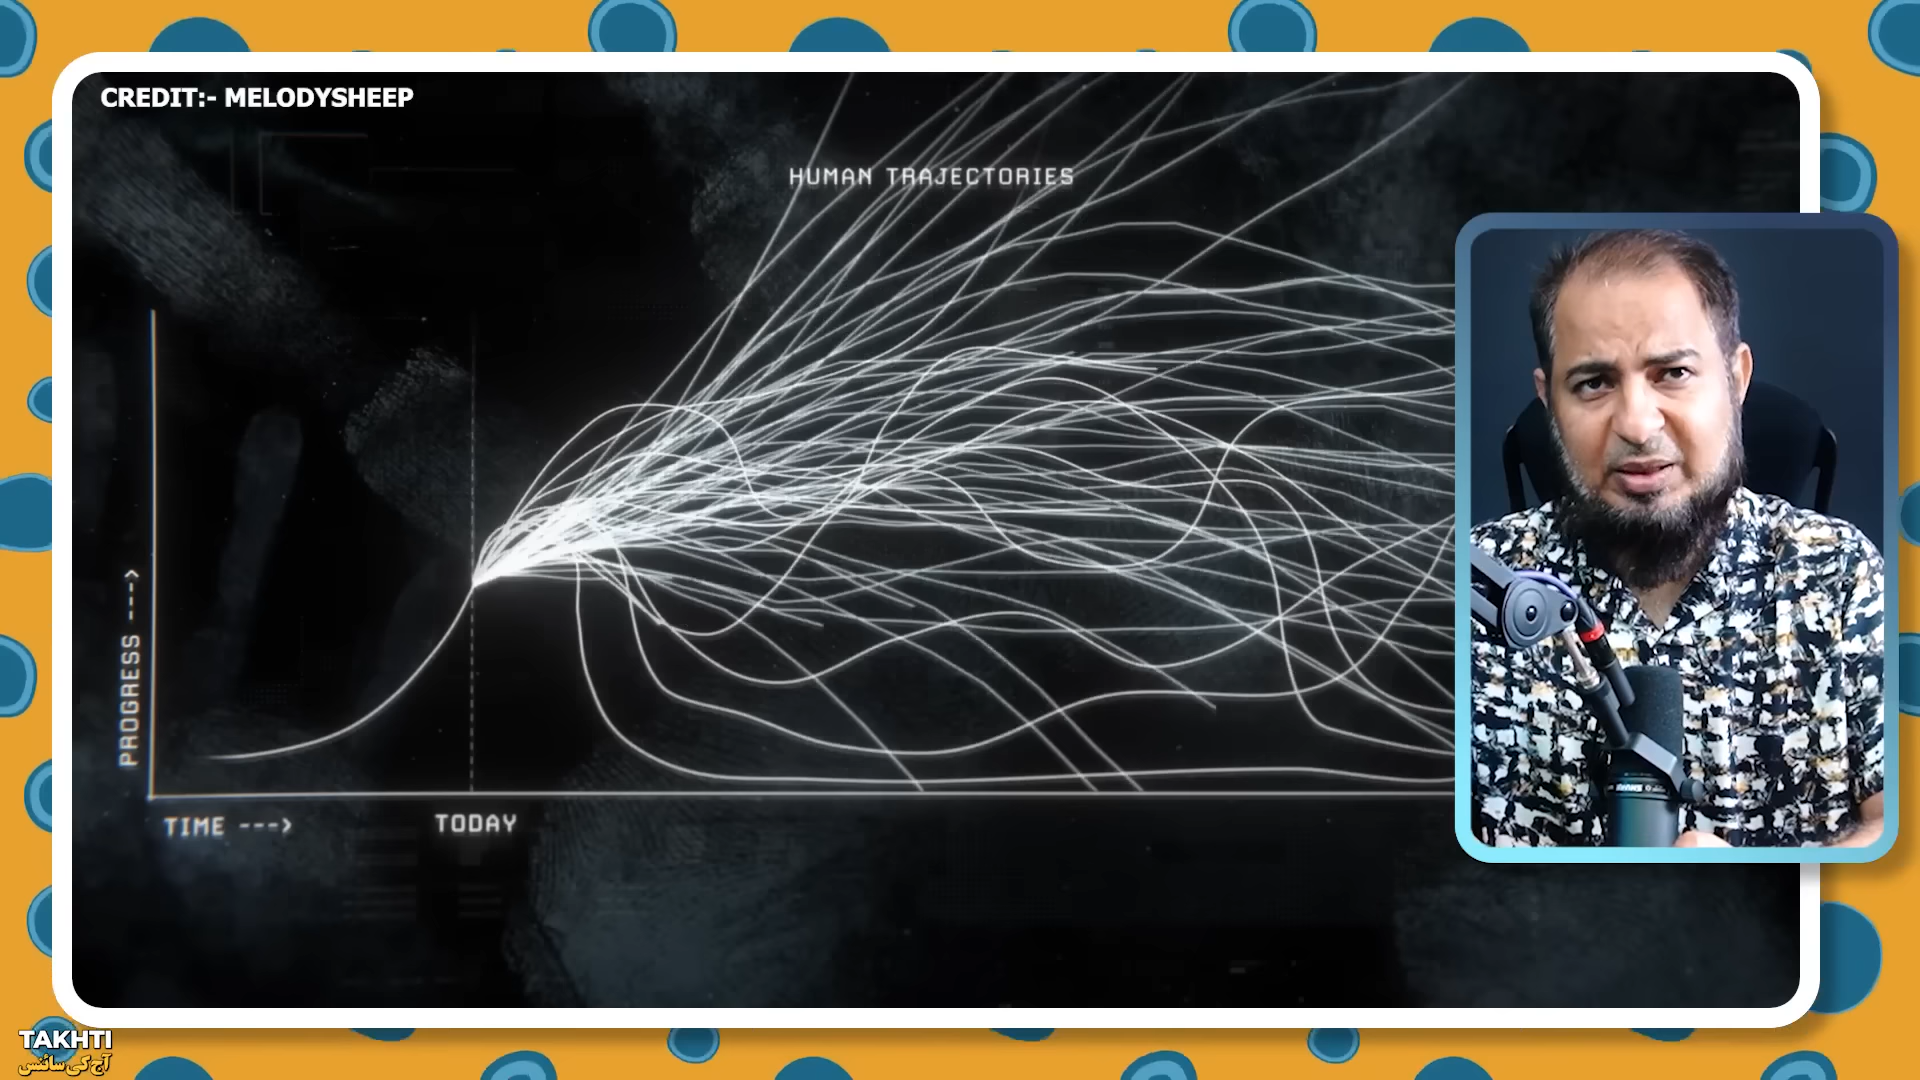 CREDIT:- MELODYSHEEP
HUMAN TRAJECTORIES
PROGRESS --->
TIME --->
TODAY
TAKHTI
آج کی سائنس